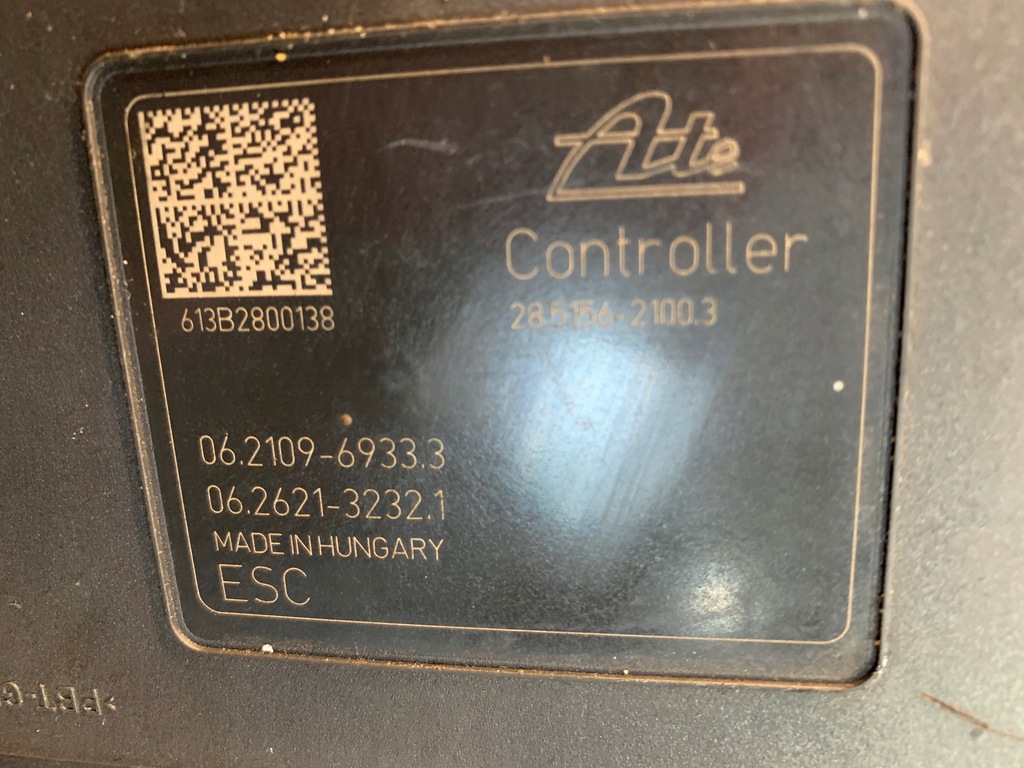 Ate
Controller
28.5156-2100.3
613B2800138
06.2109-6933.3
06.2621-3232.1
MADE IN HUNGARY
ESC